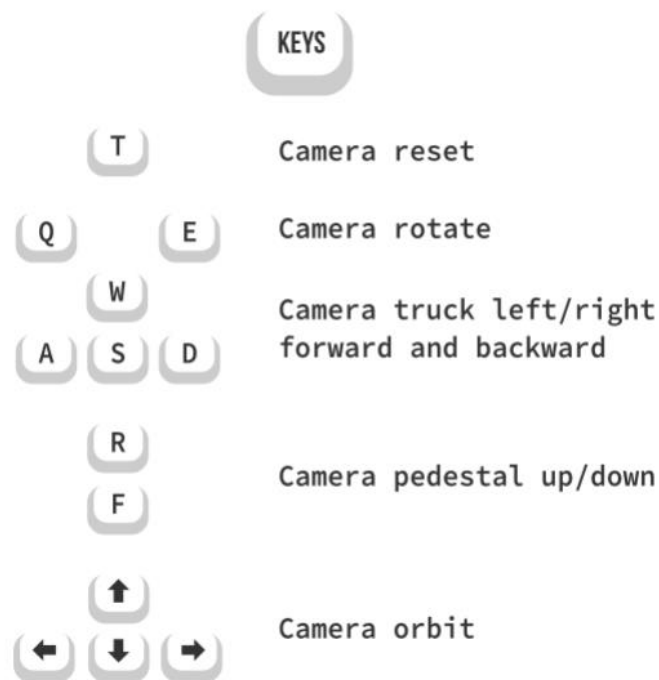 KEYS
T
Camera reset
Q E
Camera rotate
W
A S D
Camera truck left/right
forward and backward
R
F
Camera pedestal up/down
Camera orbit